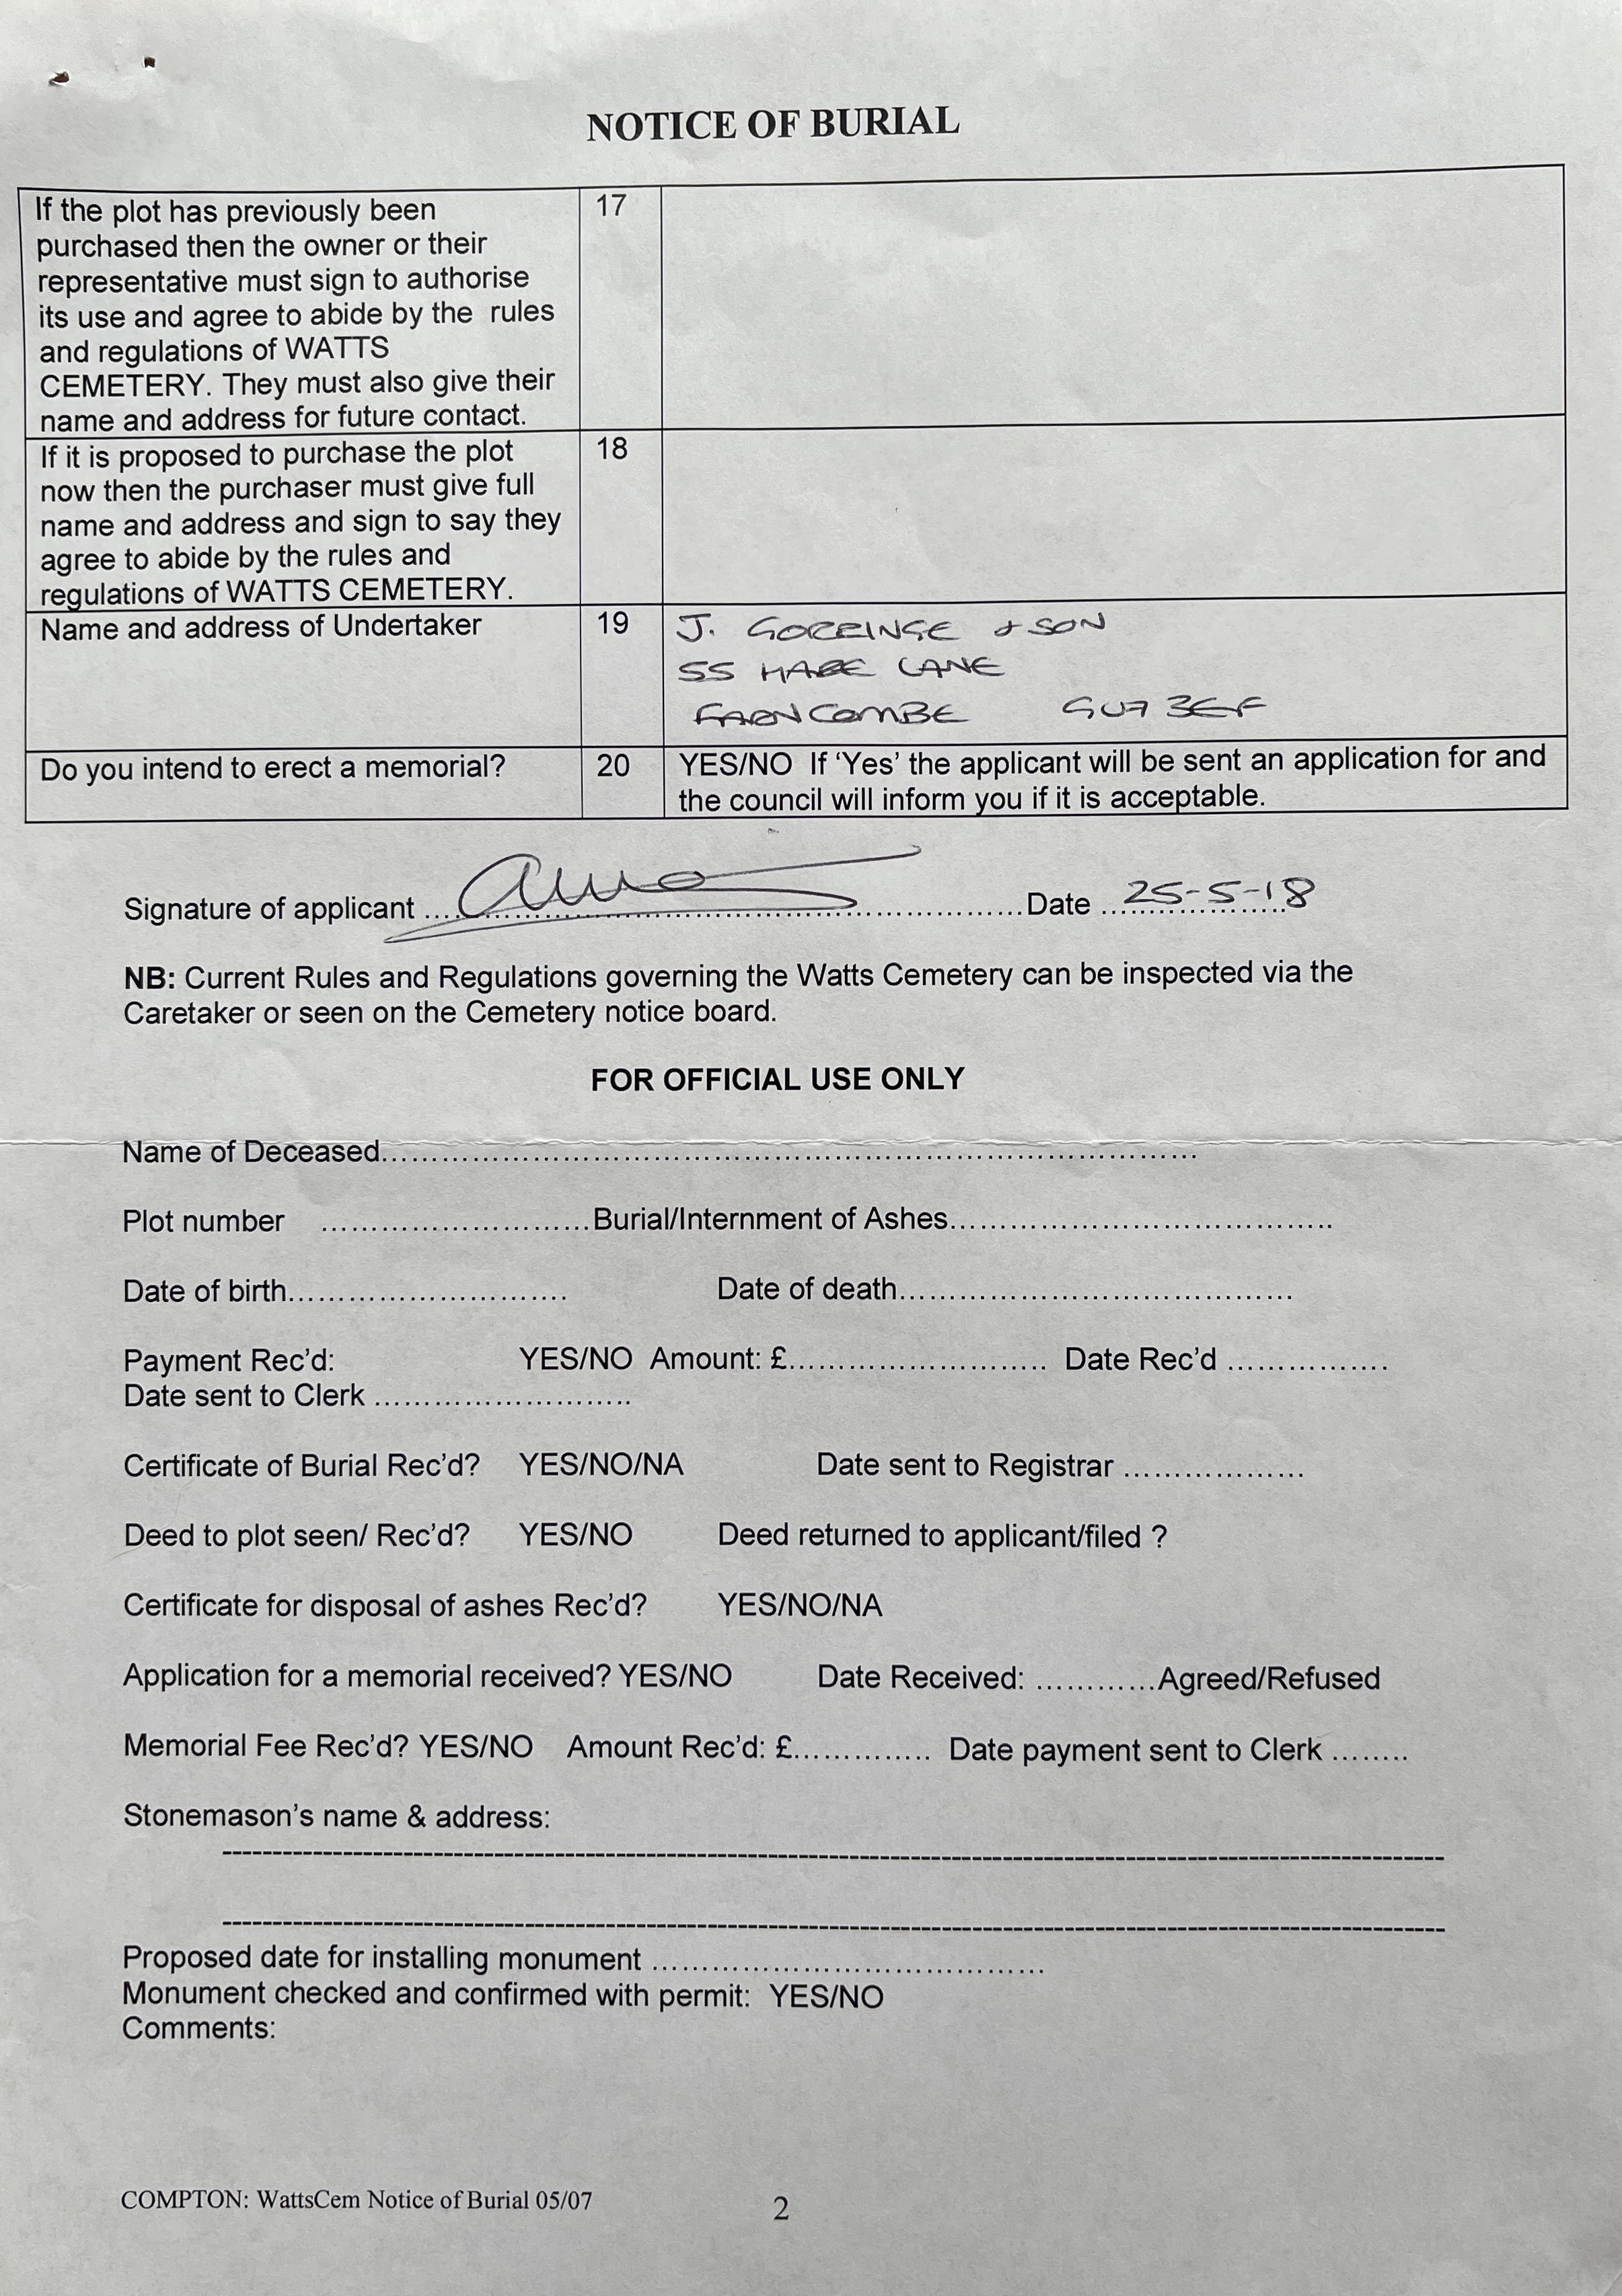 NOTICE OF BURIAL
If the plot has previously been
purchased then the owner or their
representative must sign to authorise
its use and agree to abide by the rules
and regulations of WATTS
CEMETERY. They must also give their
name and address for future contact.
17
If it is proposed to purchase the plot
now then the purchaser must give full
name and address and sign to say they
agree to abide by the rules and
regulations of WATTS CEMETERY.
18
Name and address of Undertaker
19
J. GORRINGE & SON
55 HARE LANE
FARNCOMBE GU7 3EF
Do you intend to erect a memorial?
20
YES/NO If ‘Yes’ the applicant will be sent an application for and
the council will inform you if it is acceptable.
Signature of applicant .......... Date 25-5-18
NB: Current Rules and Regulations governing the Watts Cemetery can be inspected via the
Caretaker or seen on the Cemetery notice board.
FOR OFFICIAL USE ONLY
Name of Deceased..........
Plot number ..........Burial/Internment of Ashes..........
Date of birth.......... Date of death..........
Payment Rec’d: YES/NO Amount: £.......... Date Rec’d ..........
Date sent to Clerk ..........
Certificate of Burial Rec’d? YES/NO/NA Date sent to Registrar ..........
Deed to plot seen/ Rec’d? YES/NO Deed returned to applicant/filed ?
Certificate for disposal of ashes Rec’d? YES/NO/NA
Application for a memorial received? YES/NO Date Received: ..........Agreed/Refused
Memorial Fee Rec’d? YES/NO Amount Rec’d: £.......... Date payment sent to Clerk ........
Stonemason’s name & address:
Proposed date for installing monument ..........
Monument checked and confirmed with permit: YES/NO
Comments:
COMPTON: WattsCem Notice of Burial 05/07
2